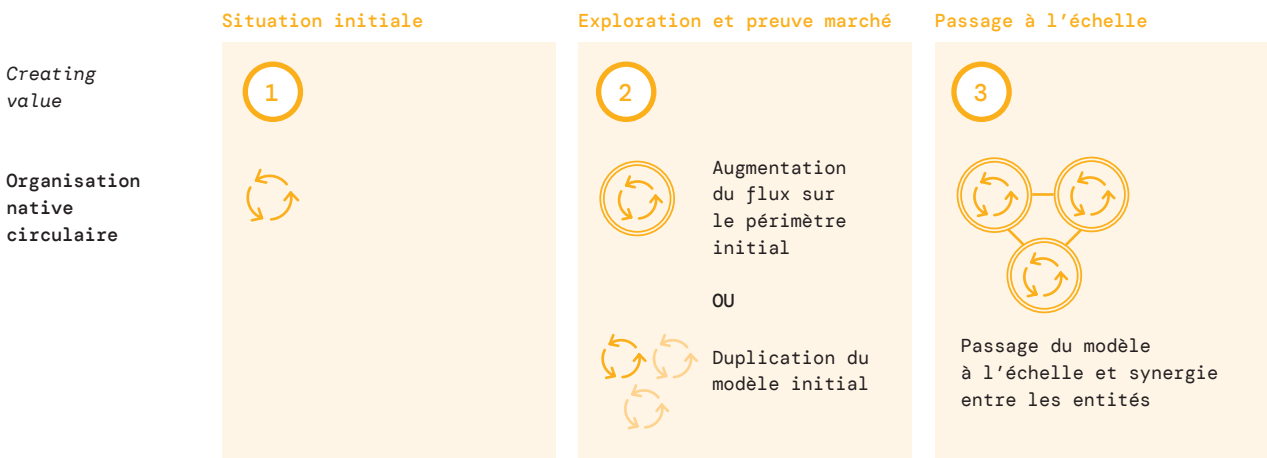 Situation initiale
Exploration et preuve marché
Passage à l’échelle
Creating
value
1
2
3
Organisation
native
circulaire
Augmentation
du flux sur
le périmètre
initial
OU
Duplication du
modèle initial
Passage du modèle
à l’échelle et synergie
entre les entités